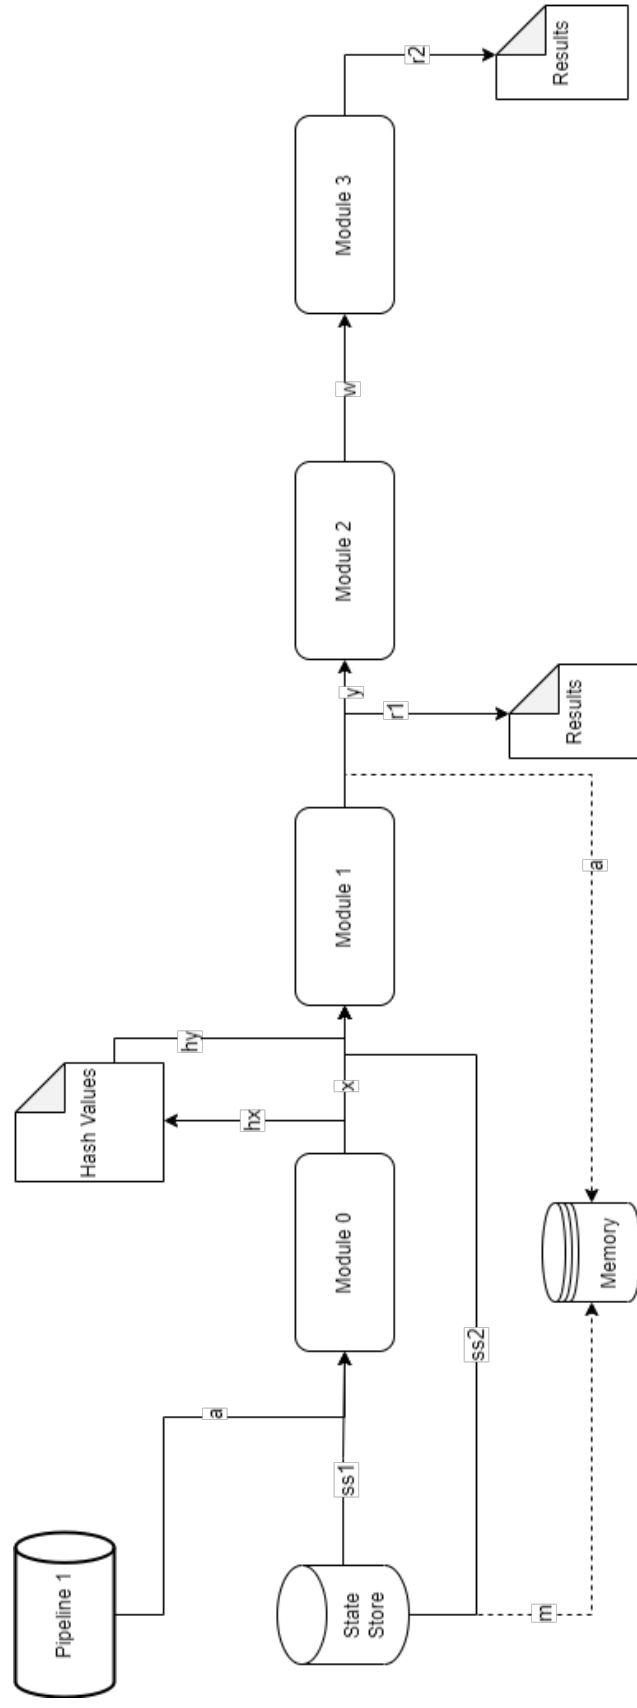 Pipeline 1
a
State
Store
ss1
ss2
m
Module 0
hx
Hash Values
hy
x
Module 1
Memory
a
y
r1
Results
Module 2
w
Module 3
r2
Results